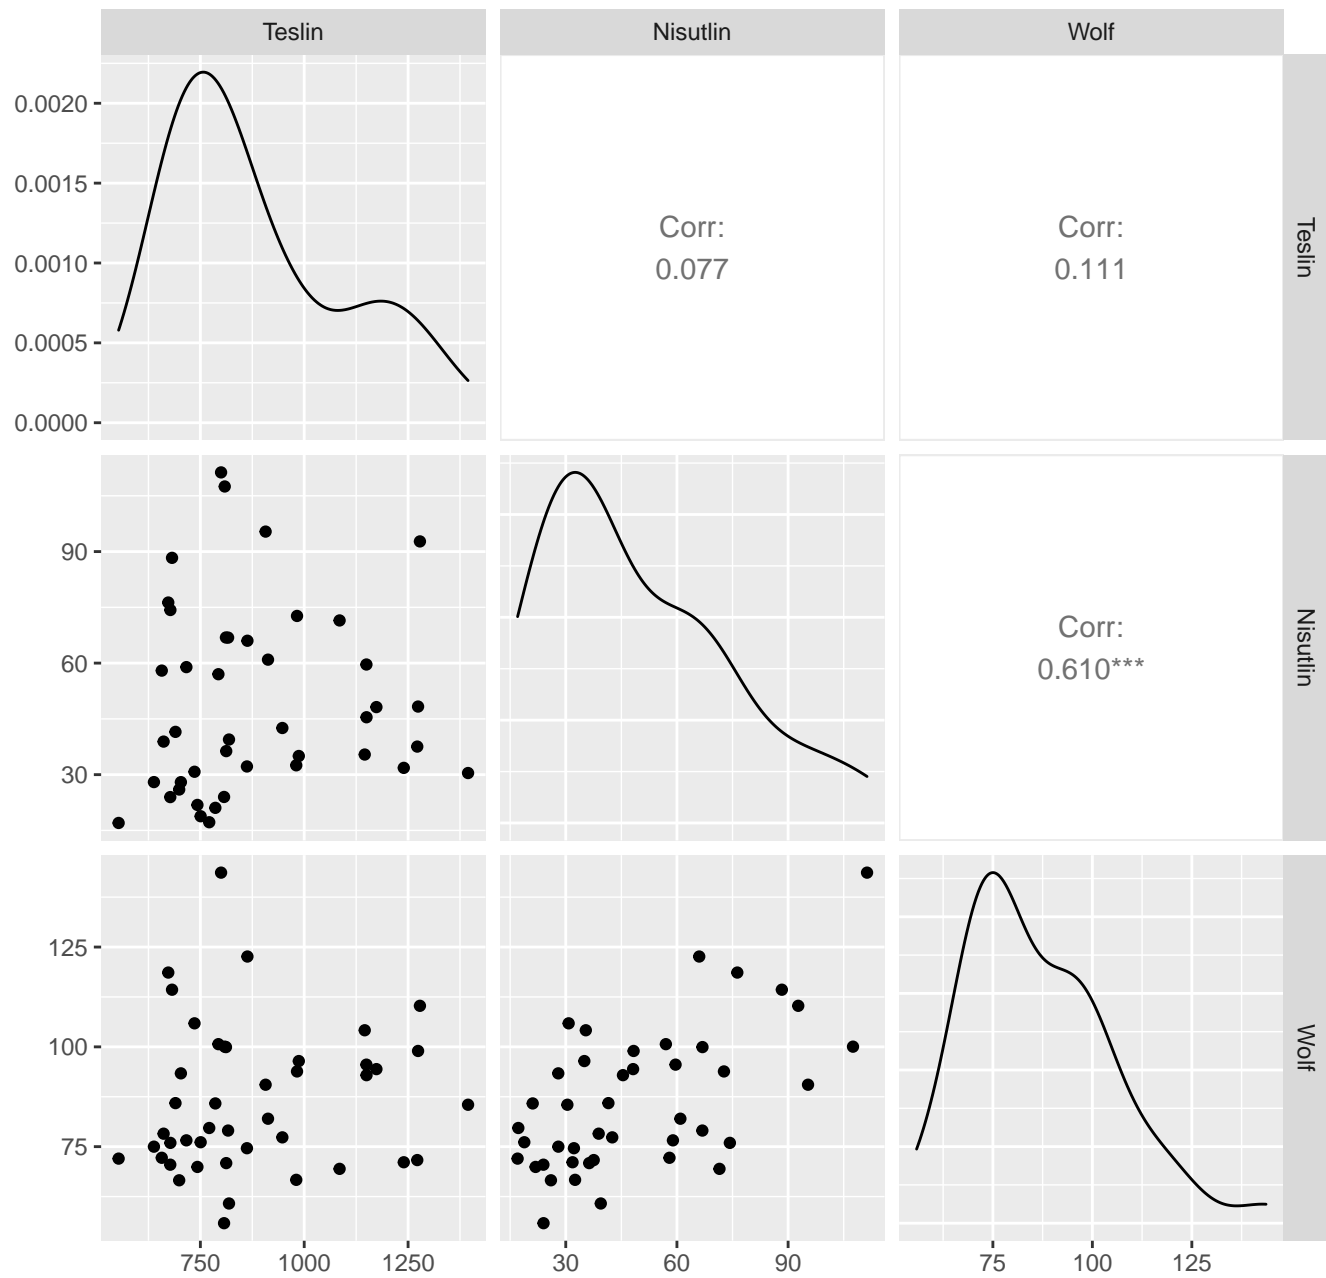 Teslin Nisutlin Wolf
0.0020
0.0015
0.0010
0.0005
0.0000
Corr:
0.077
Corr:
0.111
Teslin
90
60
30
Corr:
0.610***
Nisutlin
125
100
75
Wolf
750 1000 1250 30 60 90 75 100 125